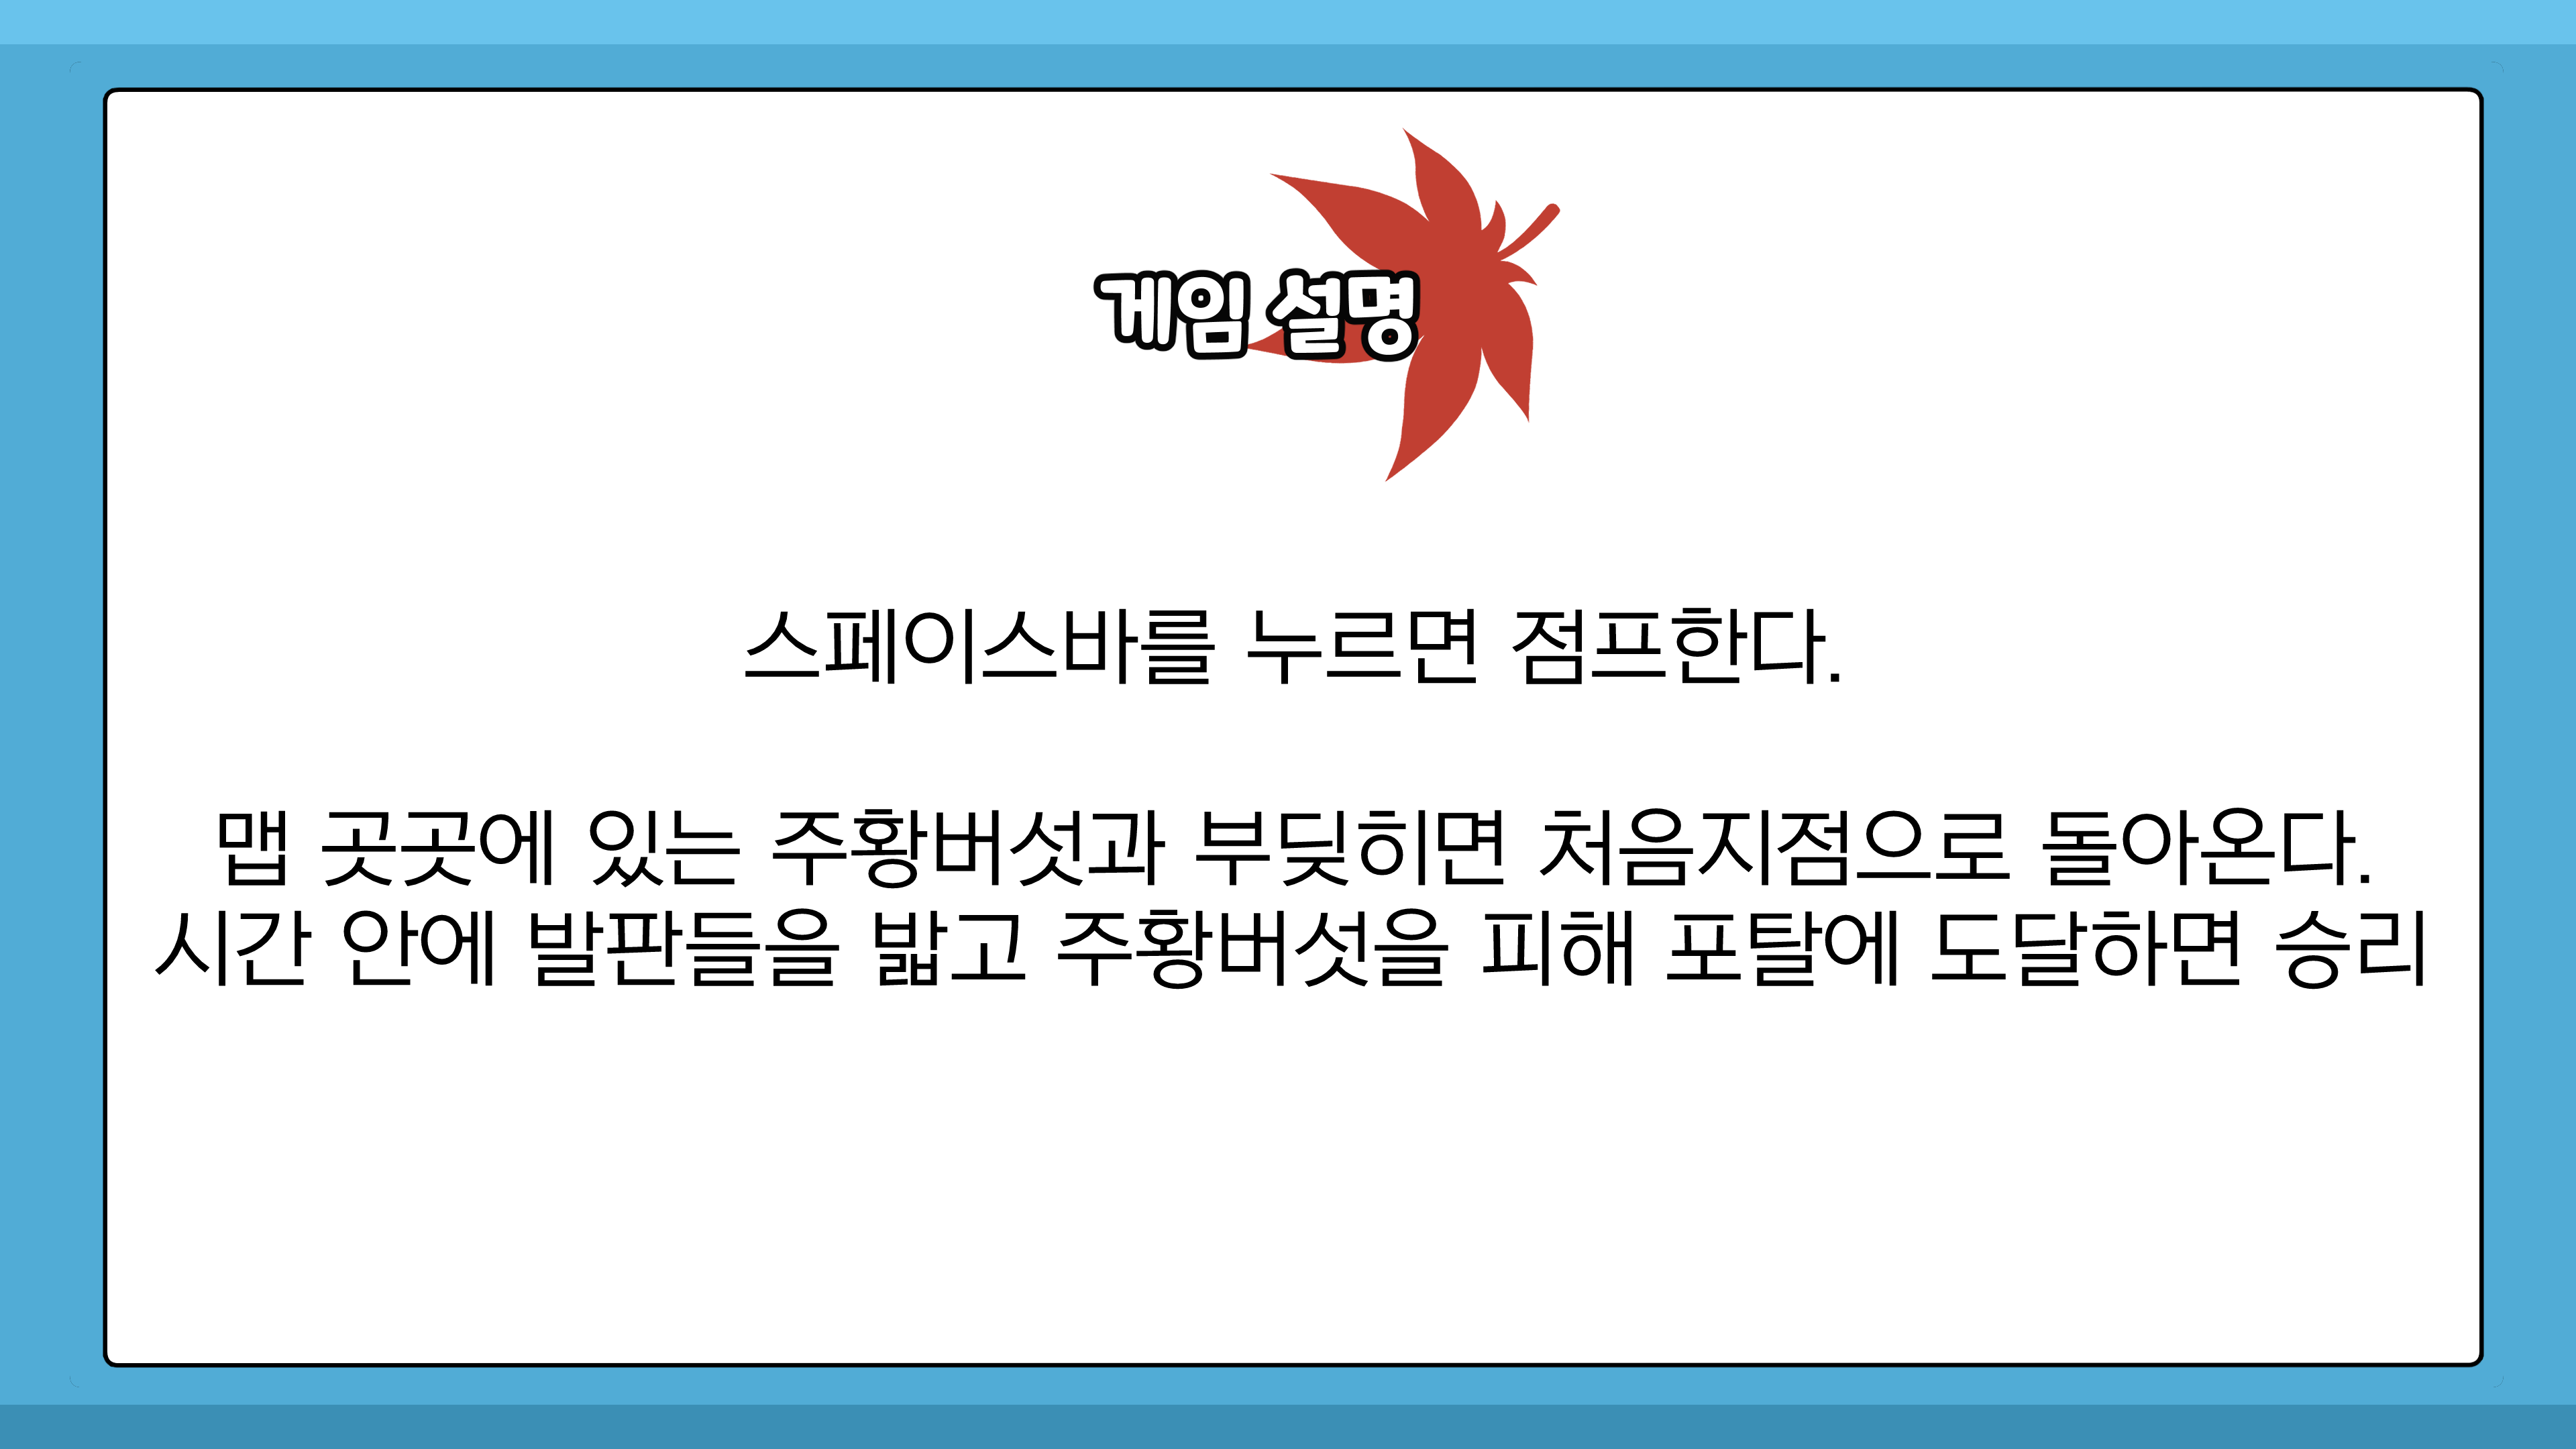 게임 설명
스페이스바를 누르면 점프한다.
맵 곳곳에 있는 주황버섯과 부딪히면 처음지점으로 돌아온다.
시간 안에 발판들을 밟고 주황버섯을 피해 포탈에 도달하면 승리